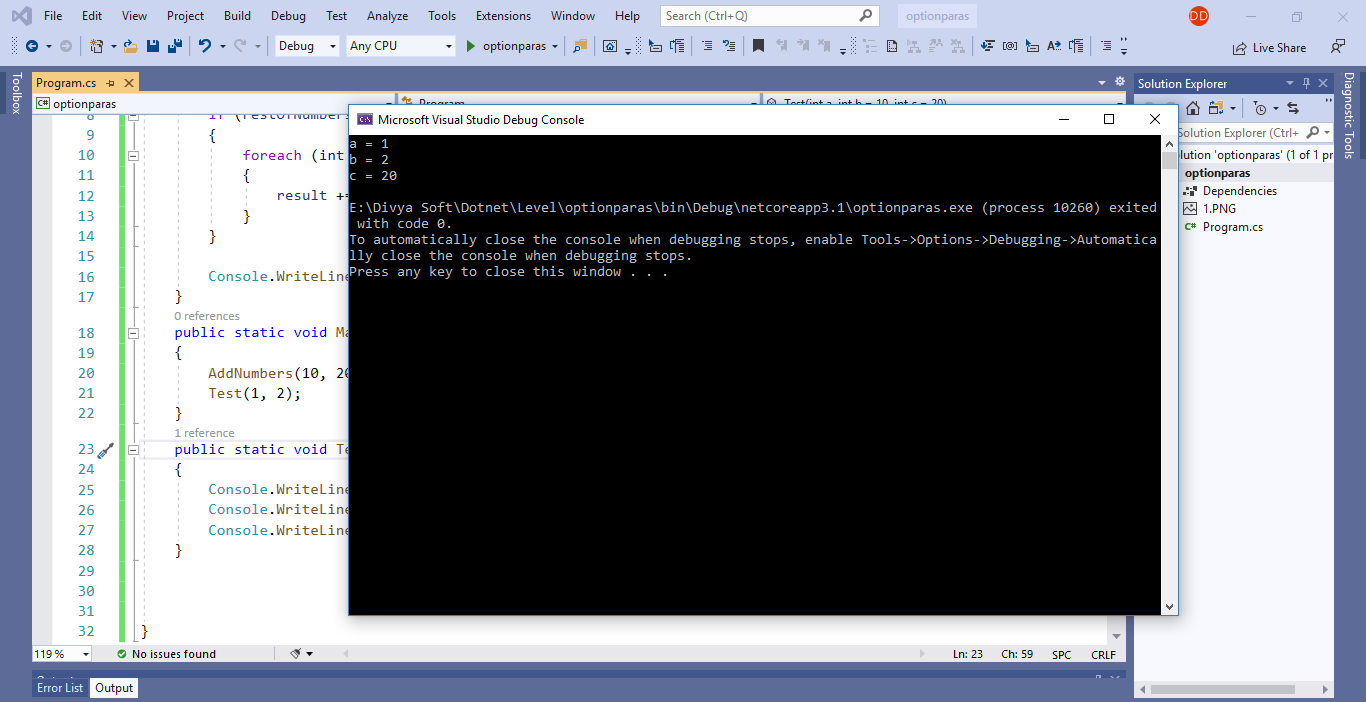 File Edit View Project Build Debug Test Analyze Tools Extensions Window Help Search (Ctrl+Q) optionparas DD
Debug Any CPU optionparas Live Share
Toolbox
Program.cs
optionparas Program Test(int a, int b = 10, int c = 20)
8
9 {
10 foreach (int
11 {
12 result +=
13 }
14 }
15
16 Console.WriteLine
17 }
0 references
18 public static void Ma
19 {
20 AddNumbers(10, 20
21 Test(1, 2);
22 }
1 reference
23 public static void Te
24 {
25 Console.WriteLine
26 Console.WriteLine
27 Console.WriteLine
28 }
29
30
31
32 }
119 % No issues found Ln: 23 Ch: 59 SPC CRLF
Error List Output
Microsoft Visual Studio Debug Console
a = 1
b = 2
c = 20
E:\Divya Soft\Dotnet\Level\optionparas\bin\Debug\netcoreapp3.1\optionparas.exe (process 10260) exited
with code 0.
To automatically close the console when debugging stops, enable Tools->Options->Debugging->Automatica
lly close the console when debugging stops.
Press any key to close this window . . .
Solution Explorer
Solution Explorer (Ctrl+
lution 'optionparas' (1 of 1 pr
optionparas
Dependencies
1.PNG
Program.cs
Diagnostic Tools